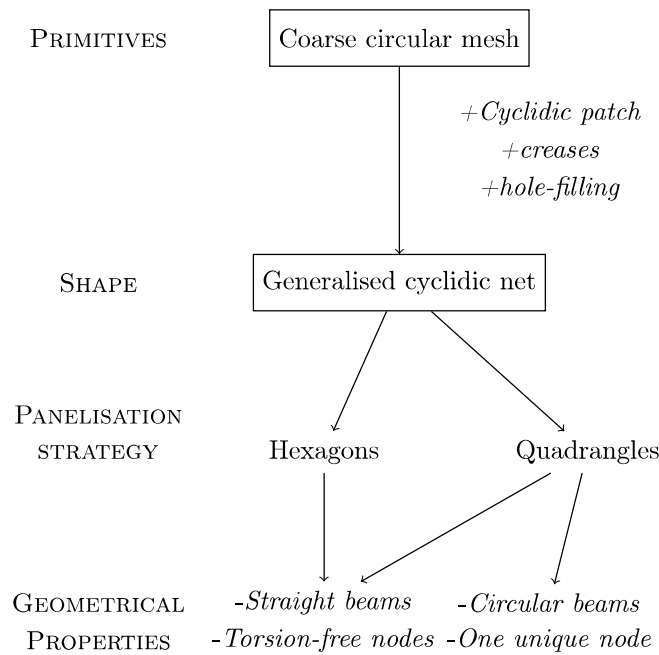 PRIMITIVES
Coarse circular mesh
+Cyclidic patch
+creases
+hole-filling
SHAPE
Generalised cyclidic net
PANELISATION
STRATEGY
Hexagons
Quadrangles
GEOMETRICAL
PROPERTIES
-Straight beams
-Torsion-free nodes
-Circular beams
-One unique node